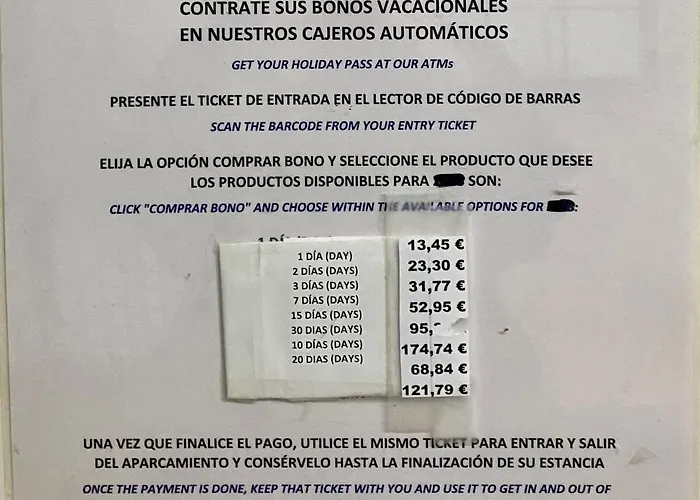 CONTRATE SUS BONOS VACACIONALES
EN NUESTROS CAJEROS AUTOMÁTICOS
GET YOUR HOLIDAY PASS AT OUR ATMs
PRESENTE EL TICKET DE ENTRADA EN EL LECTOR DE CÓDIGO DE BARRAS
SCAN THE BARCODE FROM YOUR ENTRY TICKET
ELIJA LA OPCIÓN COMPRAR BONO Y SELECCIONE EL PRODUCTO QUE DESEE
LOS PRODUCTOS DISPONIBLES PARA SON:
CLICK "COMPRAR BONO" AND CHOOSE WITHIN THE AVAILABLE OPTIONS FOR :
1 DÍA (DAY) 13,45 €
2 DÍAS (DAYS) 23,30 €
3 DÍAS (DAYS) 31,77 €
7 DÍAS (DAYS) 52,95 €
15 DÍAS (DAYS) 95,
30 DIAS (DAYS) 174,74 €
10 DÍAS (DAYS) 68,84 €
20 DIAS (DAYS) 121,79 €
UNA VEZ QUE FINALICE EL PAGO, UTILICE EL MISMO TICKET PARA ENTRAR Y SALIR
DEL APARCAMIENTO Y CONSÉRVELO HASTA LA FINALIZACIÓN DE SU ESTANCIA
ONCE THE PAYMENT IS DONE, KEEP THAT TICKET WITH YOU AND USE IT TO GET IN AND OUT OF